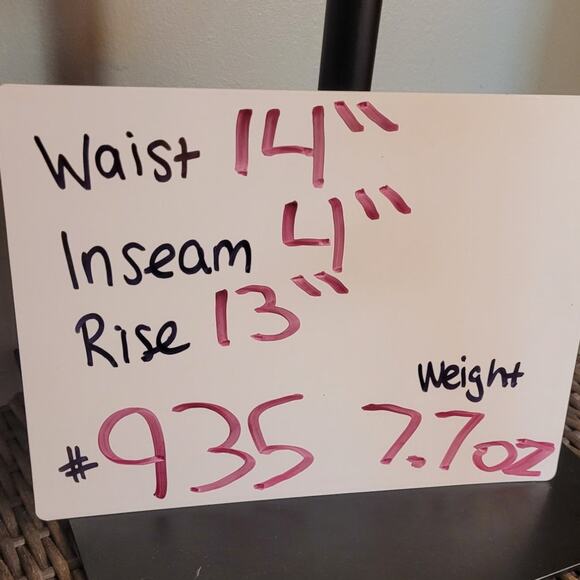 Waist 14"
Inseam 4"
Rise 13"
Weight
#935 7.7oz